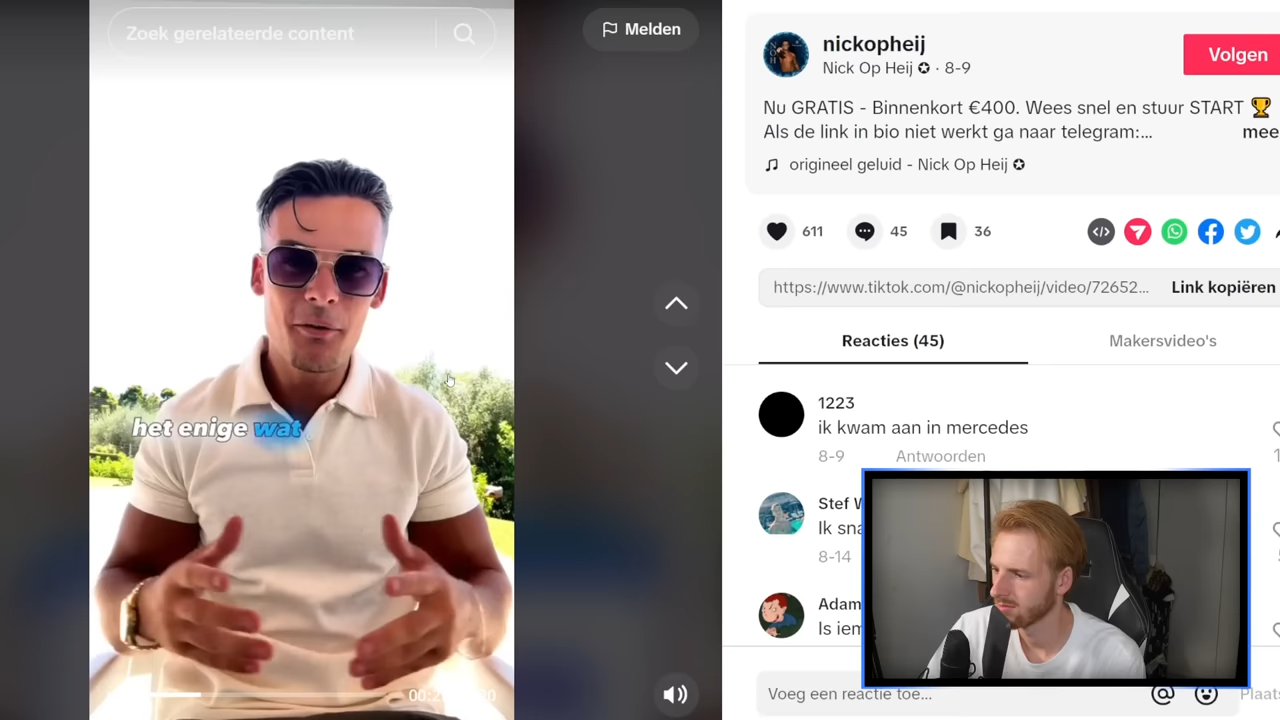 Zoek gerelateerde content
Melden
het enige wat
nickopheij
Nick Op Heij · 8-9
Volgen
Nu GRATIS - Binnenkort €400. Wees snel en stuur START 🏆
Als de link in bio niet werkt ga naar telegram:...
mee
origineel geluid - Nick Op Heij
611
45
36
https://www.tiktok.com/@nickopheij/video/72652...
Link kopiëren
Reacties (45)
Makersvideo's
1223
ik kwam aan in mercedes
8-9
Antwoorden
Stef
Ik
8-14
Adam
Is
Voeg een reactie toe...
Plaats